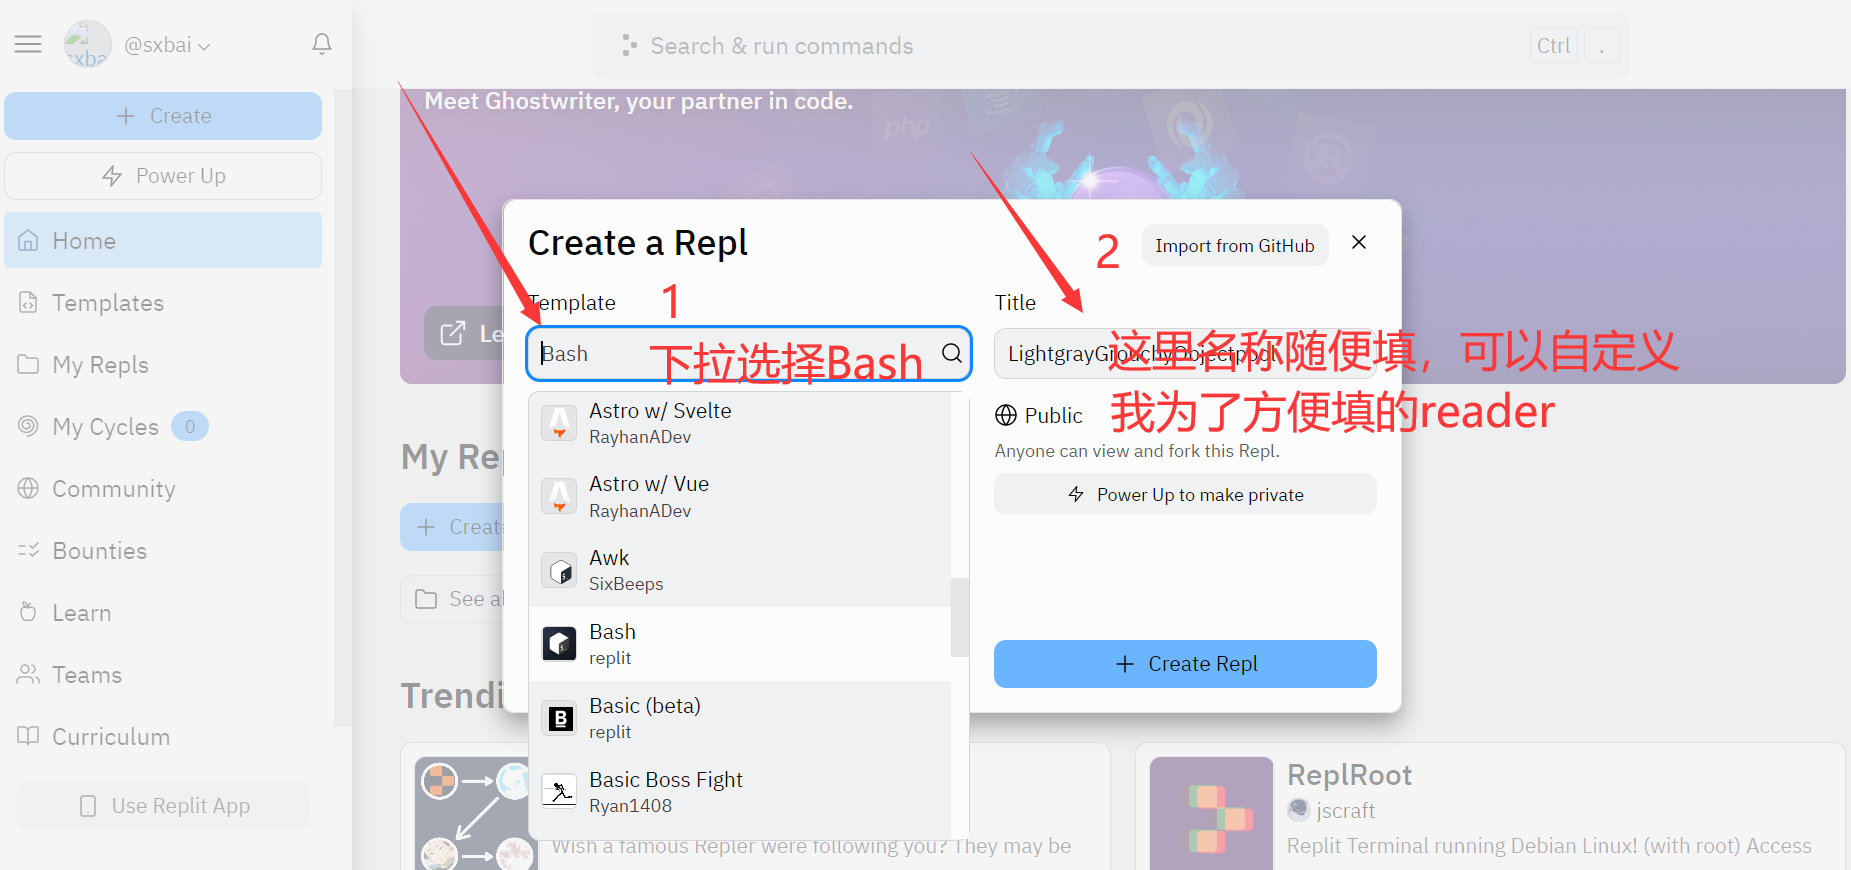 sxba
@sxbai
Search & run commands
Ctrl
.
Create
Power Up
Home
Templates
My Repls
My Cycles
0
Community
Bounties
Learn
Teams
Curriculum
Use Replit App
Meet Ghostwriter, your partner in code.
php
Le
My Rep
Create
See al
Trendi
Create a Repl
2
Import from GitHub
Template
1
Title
Bash
下拉选择Bash
LightgrayGrouchyObjectpool
这里名称随便填，可以自定义
我为了方便填的reader
Public
Anyone can view and fork this Repl.
Power Up to make private
Create Repl
Astro w/ Svelte
RayhanADev
Astro w/ Vue
RayhanADev
Awk
SixBeeps
Bash
replit
B
Basic (beta)
replit
Basic Boss Fight
Ryan1408
Wish a famous Repler were following you? They may be
ReplRoot
jscraft
Replit Terminal running Debian Linux! (with root) Access